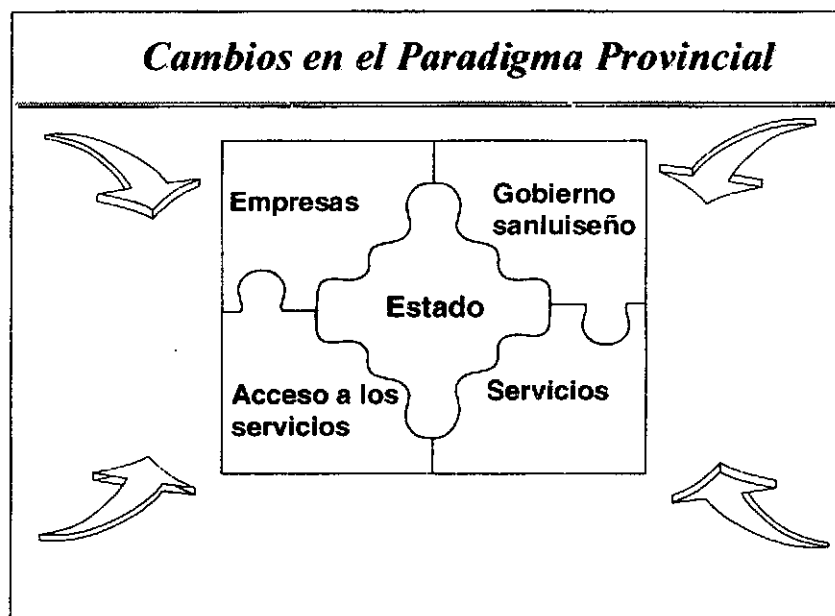 Cambios en el Paradigma Provincial
Empresas
Gobierno
sanluiseño
Estado
Acceso a los
servicios
Servicios